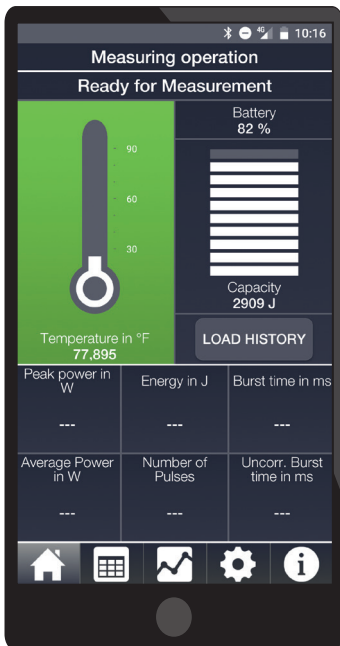 4G 10:16
Measuring operation
Ready for Measurement
90
60
30
Temperature in °F
77,895
Battery
82 %
Capacity
2909 J
LOAD HISTORY
Peak power in
W
---
Energy in J
---
Burst time in ms
---
Average Power
in W
---
Number of
Pulses
---
Uncorr. Burst
time in ms
---
i